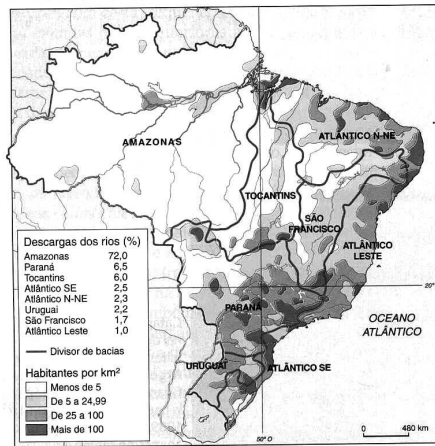 AMAZONAS
ATLÂNTICO N-NE
TOCANTINS
SÃO
FRANCISCO
ATLÂNTICO
LESTE
Descargas dos rios (%)
Amazonas 72,0
Paraná 6,5
Tocantins 6,0
Atlântico SE 2,5
Atlântico N-NE 2,3
Uruguai 2,2
São Francisco 1,7
Atlântico Leste 1,0
Divisor de bacias
Habitantes por km²
Menos de 5
De 5 a 24,99
De 25 a 100
Mais de 100
20°
PARANÁ
OCEANO
ATLÂNTICO
URUGUAI
ATLÂNTICO SE
50° O
0 480 km